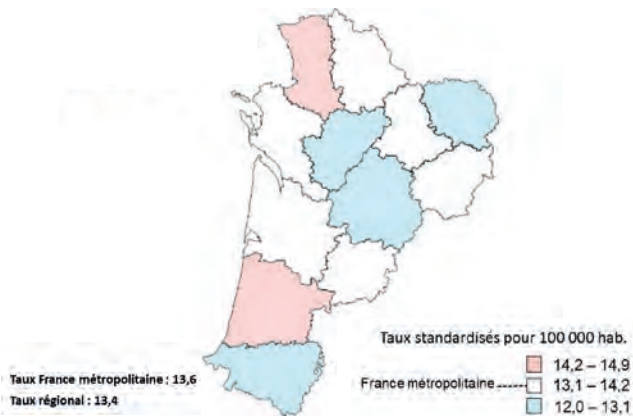 Taux standardisés pour 100 000 hab.
14,2 – 14,9
France métropolitaine ------ 13,1 – 14,2
12,0 – 13,1
Taux France métropolitaine : 13,6
Taux régional : 13,4